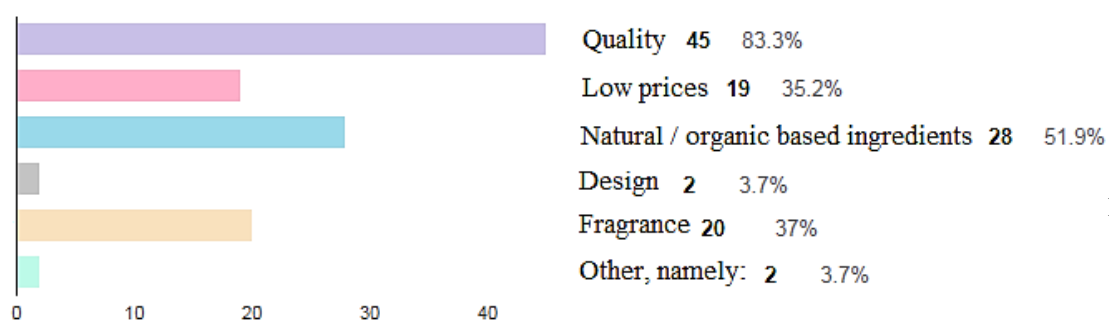 Quality 45 83.3%
Low prices 19 35.2%
Natural / organic based ingredients 28 51.9%
Design 2 3.7%
Fragrance 20 37%
Other, namely: 2 3.7%
0 10 20 30 40